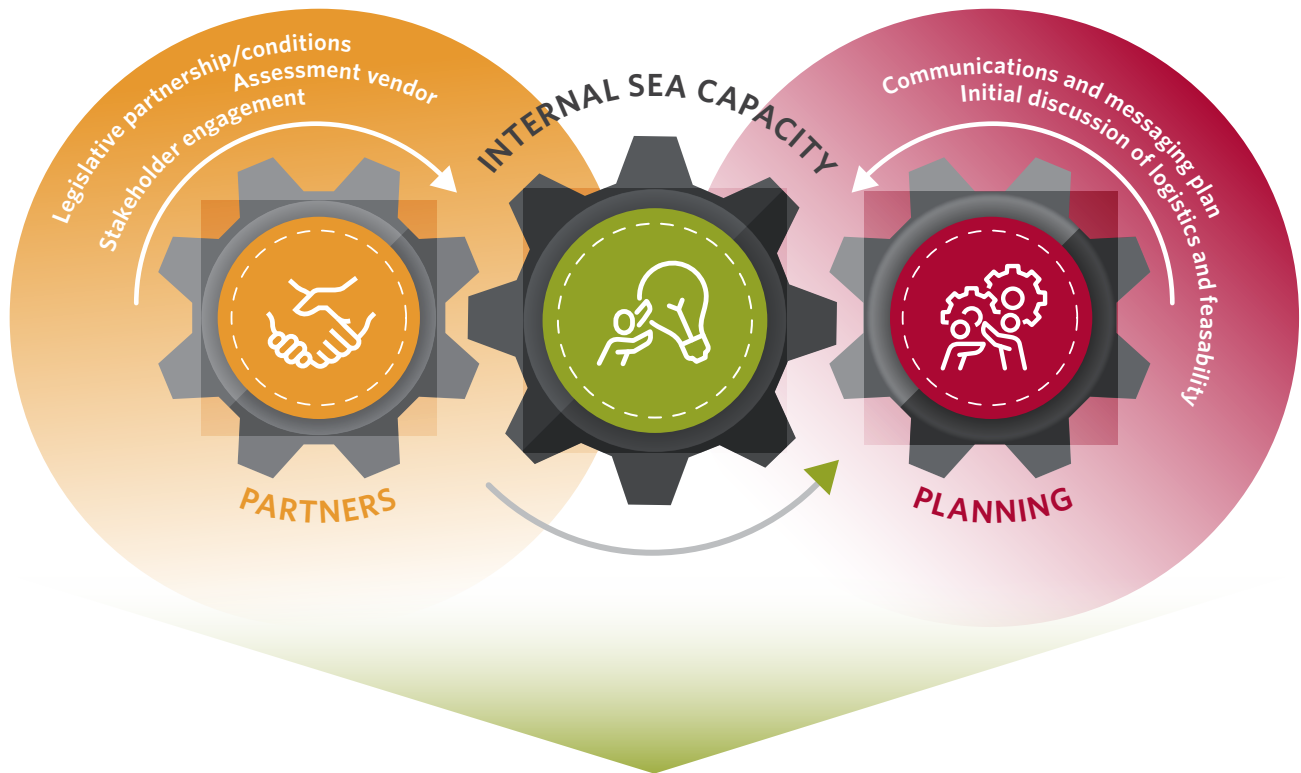 Legislative partnership/conditions
Assessment vendor
Stakeholder engagement
PARTNERS
INTERNAL SEA CAPACITY
Communications and messaging plan
Initial discussion of logistics and feasability
PLANNING